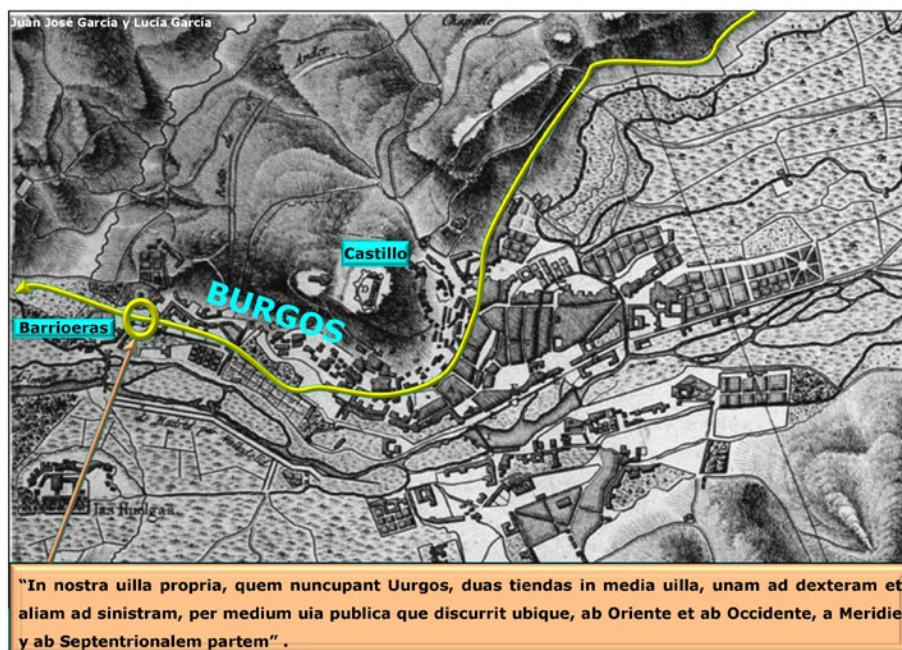 Juan José García y Lucía García
Chapelle
Castillo
BURGOS
Barrioeras
las Huelgas
“In nostra uilla propria, quem nuncupant Uurgos, duas tiendas in media uilla, unam ad dexteram et
aliam ad sinistram, per medium uia publica que discurrit ubique, ab Oriente et ab Occidente, a Meridie
y ab Septentrionalem partem” .